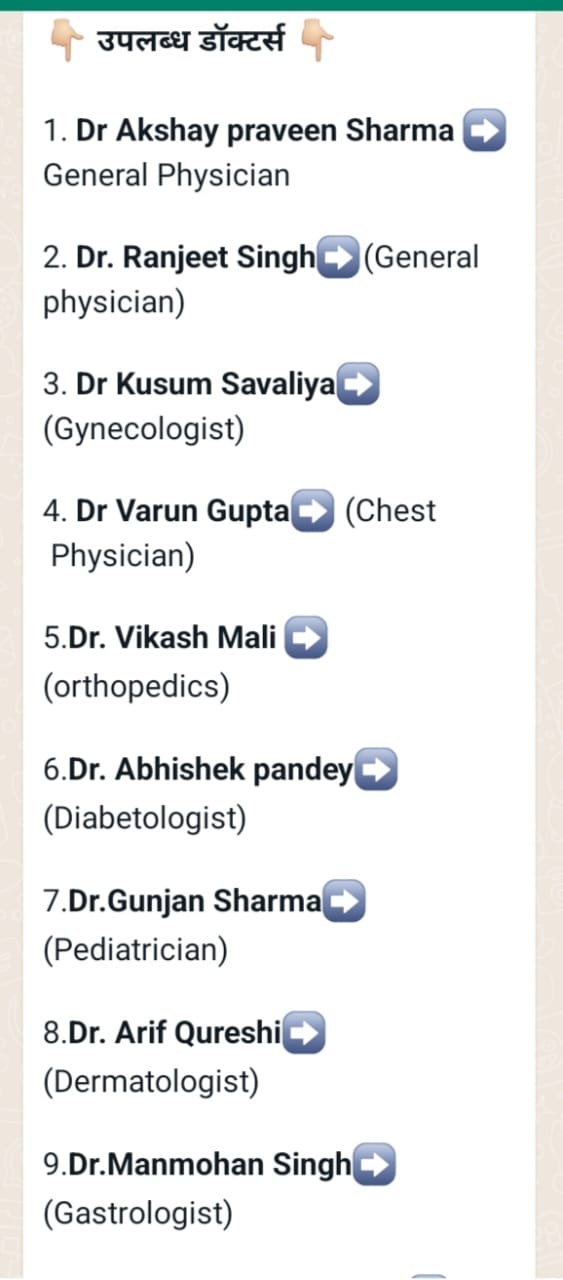 👇🏼 उपलब्ध डॉक्टर्स 👇🏼
1. Dr Akshay praveen Sharma ➡️
General Physician
2. Dr. Ranjeet Singh➡️(General
physician)
3. Dr Kusum Savaliya➡️
(Gynecologist)
4. Dr Varun Gupta➡️ (Chest
Physician)
5.Dr. Vikash Mali ➡️
(orthopedics)
6.Dr. Abhishek pandey➡️
(Diabetologist)
7.Dr.Gunjan Sharma➡️
(Pediatrician)
8.Dr. Arif Qureshi➡️
(Dermatologist)
9.Dr.Manmohan Singh➡️
(Gastrologist)